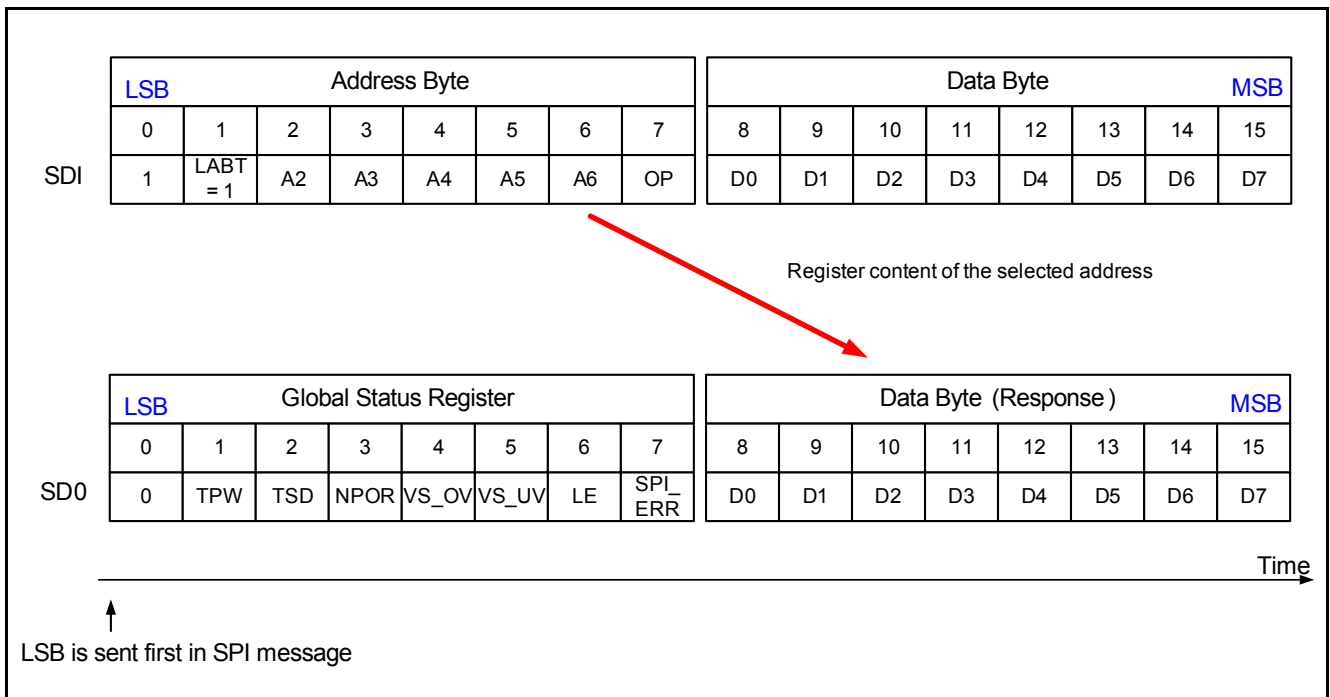 LSB Address Byte Data Byte MSB
0 1 2 3 4 5 6 7 8 9 10 11 12 13 14 15
SDI 1 LABT = 1 A2 A3 A4 A5 A6 OP D0 D1 D2 D3 D4 D5 D6 D7
Register content of the selected address
LSB Global Status Register Data Byte (Response) MSB
0 1 2 3 4 5 6 7 8 9 10 11 12 13 14 15
SD0 0 TPW TSD NPOR VS_OV VS_UV LE SPI_ERR D0 D1 D2 D3 D4 D5 D6 D7
Time
LSB is sent first in SPI message